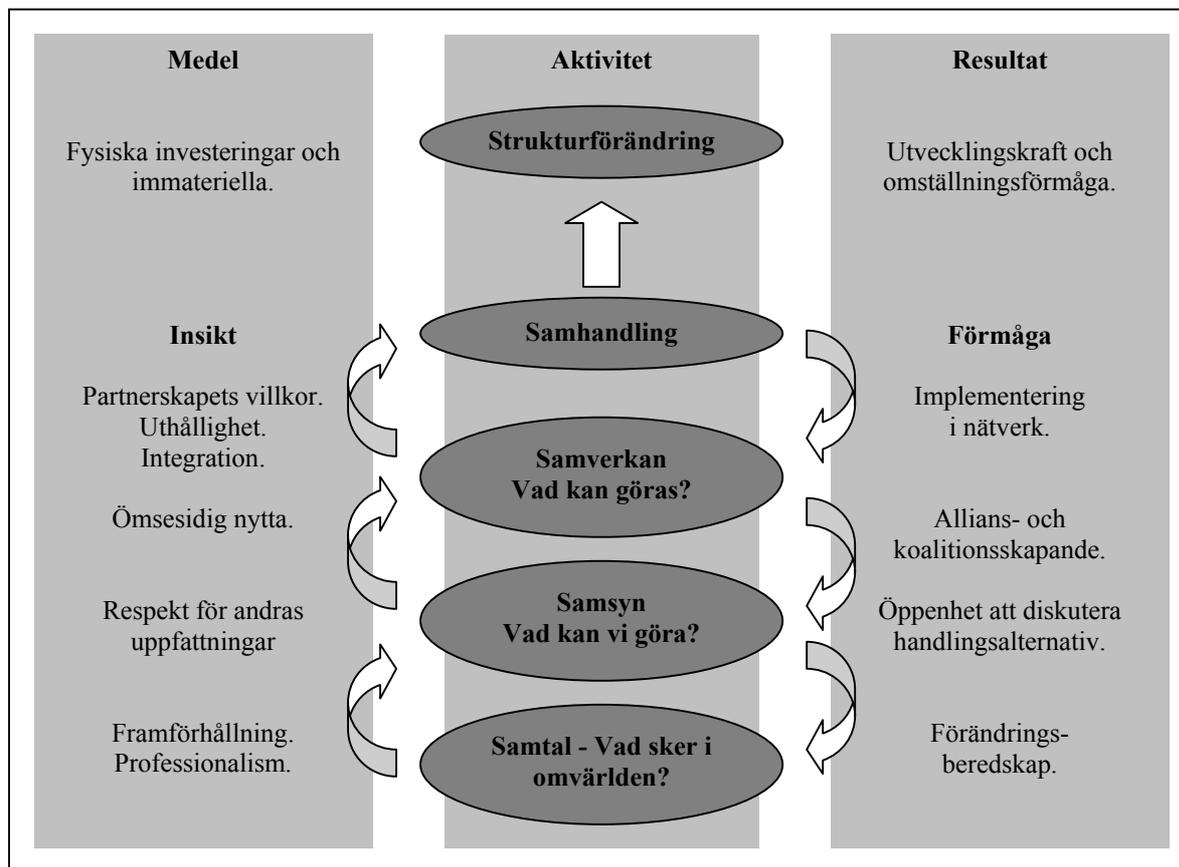 Medel
Fysiska investeringar och
immateriella.
Insikt
Partnerskapets villkor.
Uthållighet.
Integration.
Ömsesidig nytta.
Respekt för andras
uppfattningar
Framförhållning.
Professionalism.
Aktivitet
Strukturförändring
Samhandling
Samverkan
Vad kan göras?
Samsyn
Vad kan vi göra?
Samtal - Vad sker i
omvärlden?
Resultat
Utvecklingskraft och
omställningsförmåga.
Förmåga
Implementering
i nätverk.
Allians- och
koalitionsskapande.
Öppenhet att diskutera
handlingsalternativ.
Förändrings-
beredskap.